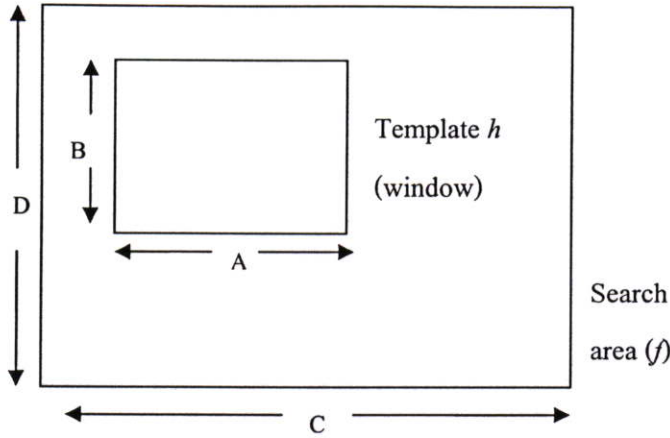 Template h
(window)
B
D
A
Search
area (f)
C